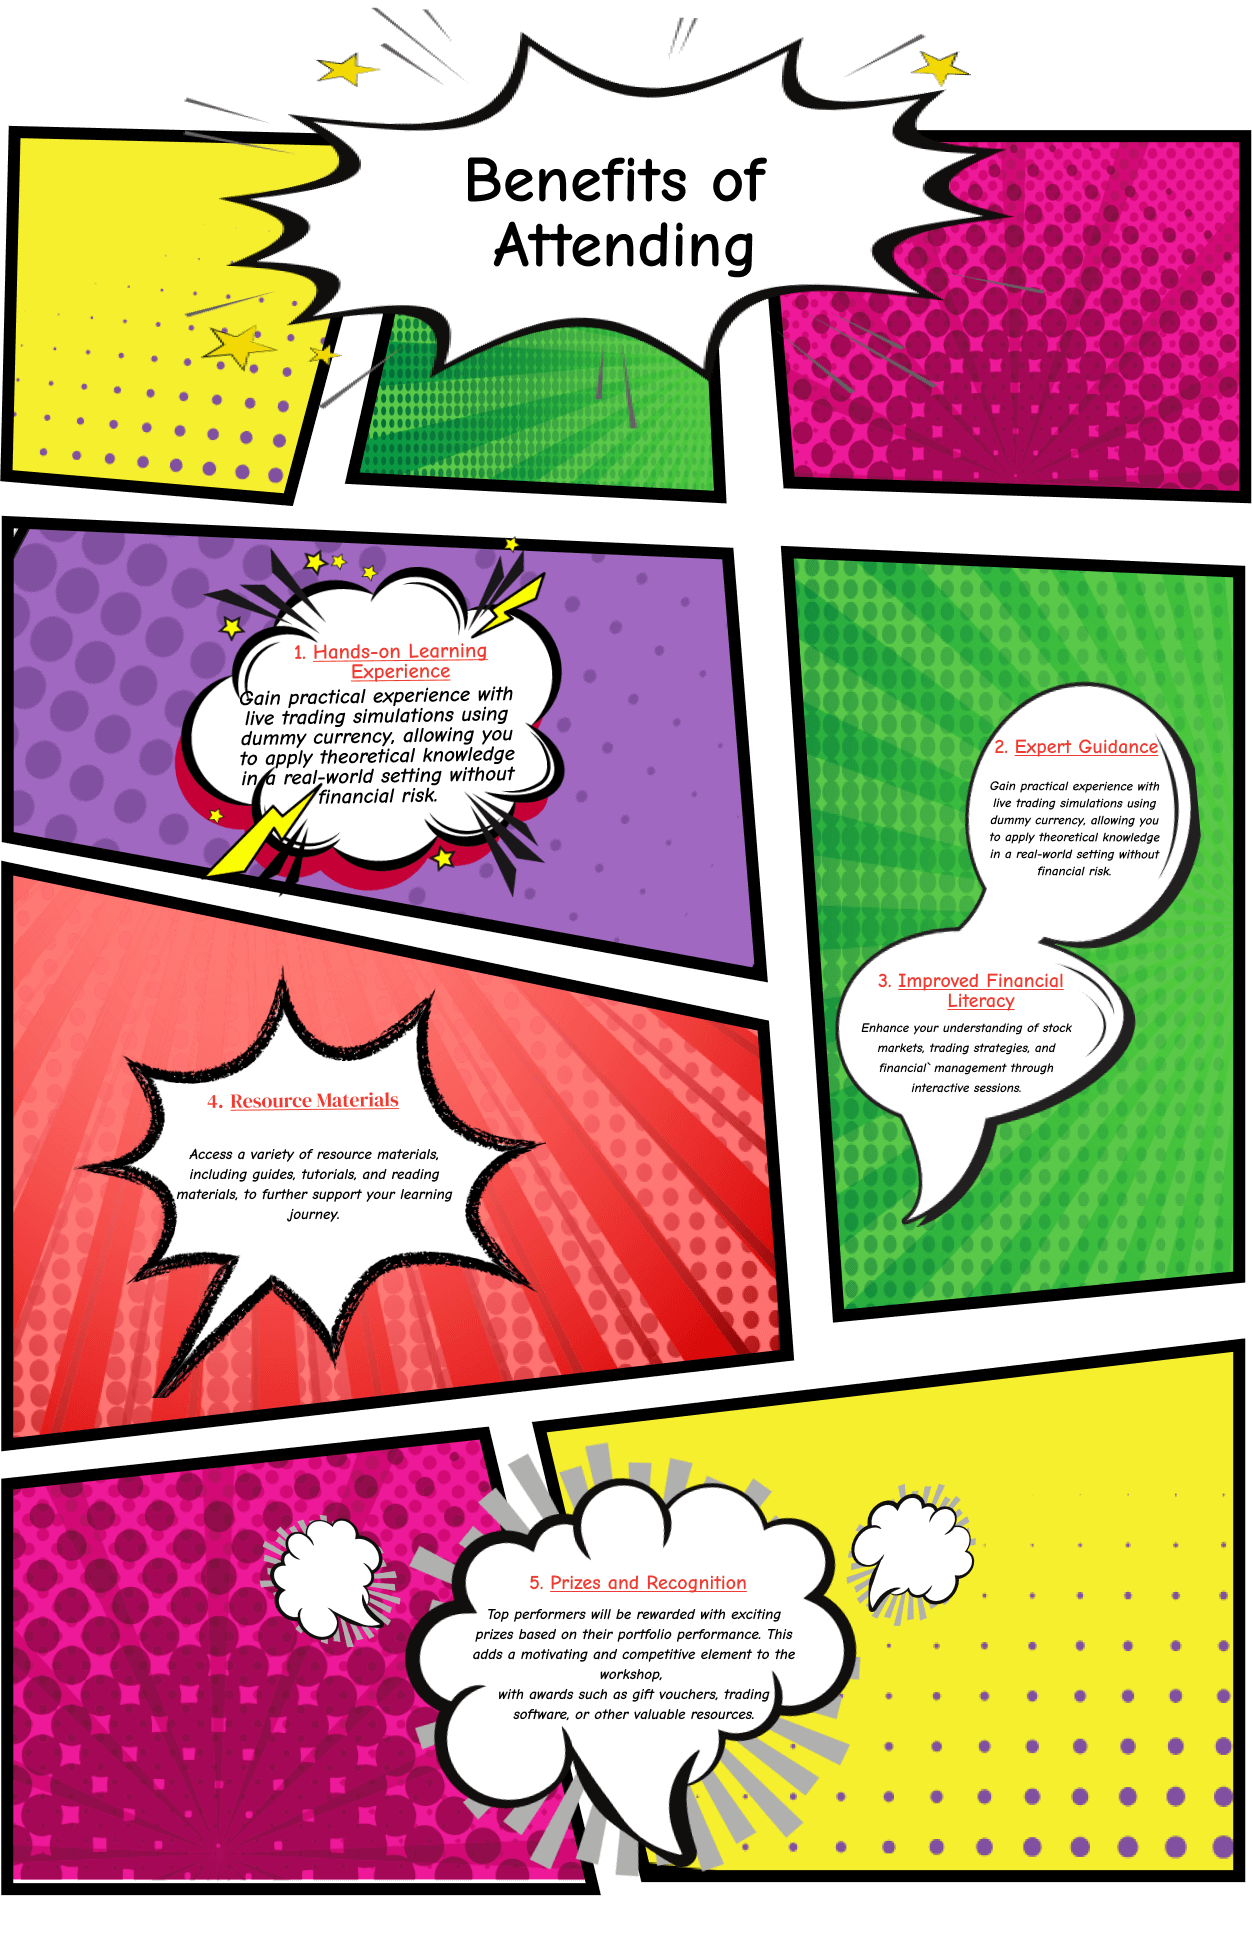 Benefits of
Attending
1. Hands-on Learning
Experience
Gain practical experience with
live trading simulations using
dummy currency, allowing you
to apply theoretical knowledge
in a real-world setting without
financial risk.
2. Expert Guidance
Gain practical experience with
live trading simulations using
dummy currency, allowing you
to apply theoretical knowledge
in a real-world setting without
financial risk.
3. Improved Financial
Literacy
Enhance your understanding of stock
markets, trading strategies, and
financial` management through
interactive sessions.
4. Resource Materials
Access a variety of resource materials,
including guides, tutorials, and reading
materials, to further support your learning
journey.
5. Prizes and Recognition
Top performers will be rewarded with exciting
prizes based on their portfolio performance. This
adds a motivating and competitive element to the
workshop,
with awards such as gift vouchers, trading
software, or other valuable resources.